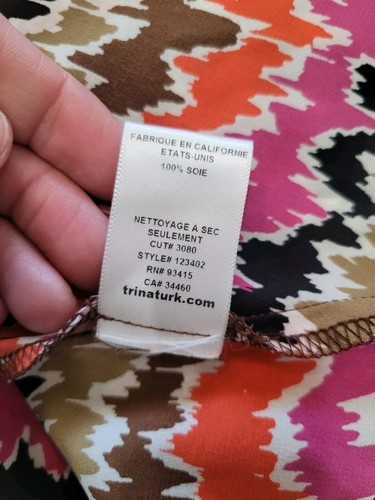 FABRIQUE EN CALIFORNIE
ETATS-UNIS
100% SOIE
NETTOYAGE A SEC
SEULEMENT
CUT# 3080
STYLE# 123402
RN# 93415
CA# 34460
trinaturk.com